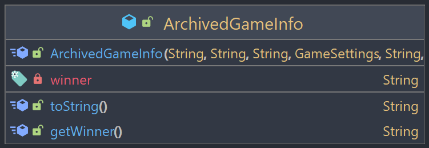 ArchivedGameInfo
ArchivedGameInfo(String, String, String, GameSettings, String,
winner String
toString() String
getWinner() String